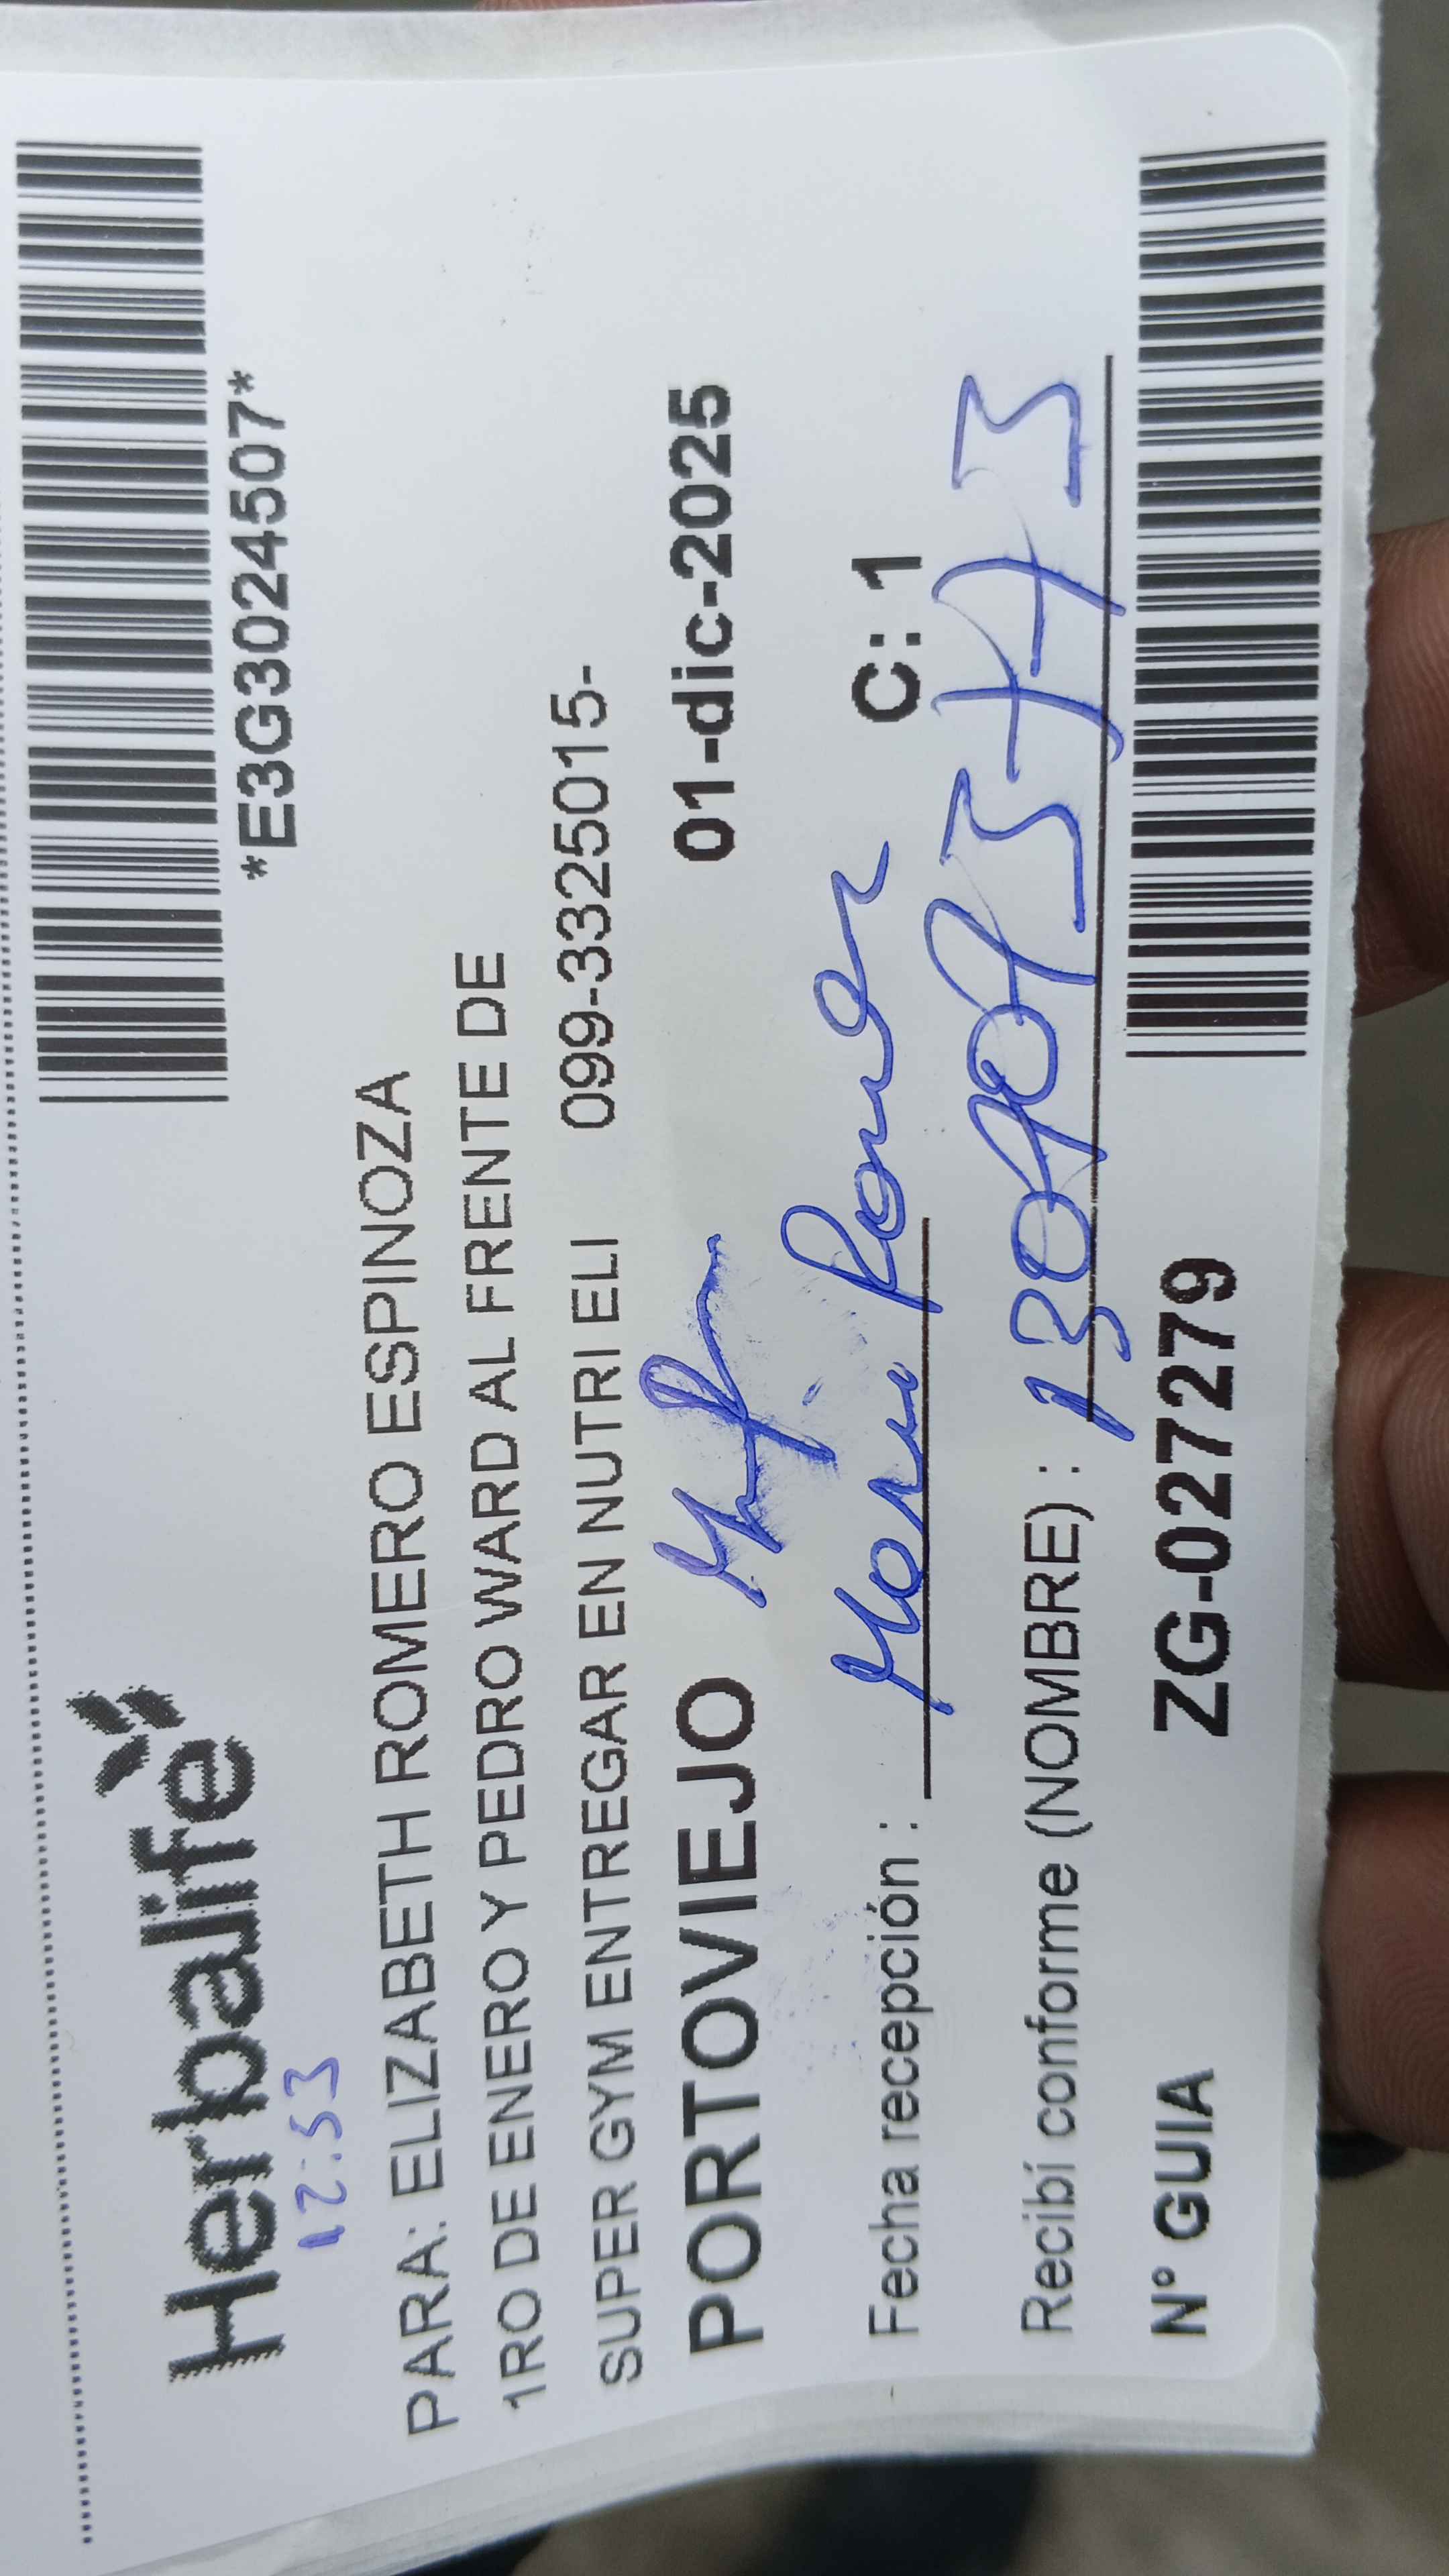 Herbalife
12:53
*E3G3024507*
PARA: ELIZABETH ROMERO ESPINOZA
1RO DE ENERO Y PEDRO WARD AL FRENTE DE
SUPER GYM ENTREGAR EN NUTRI ELI 099-3325015-
PORTOVIEJO 01-dic-2025
Fecha recepción : C: 1
Recibí conforme (NOMBRE) :
Nº GUIA ZG-027279